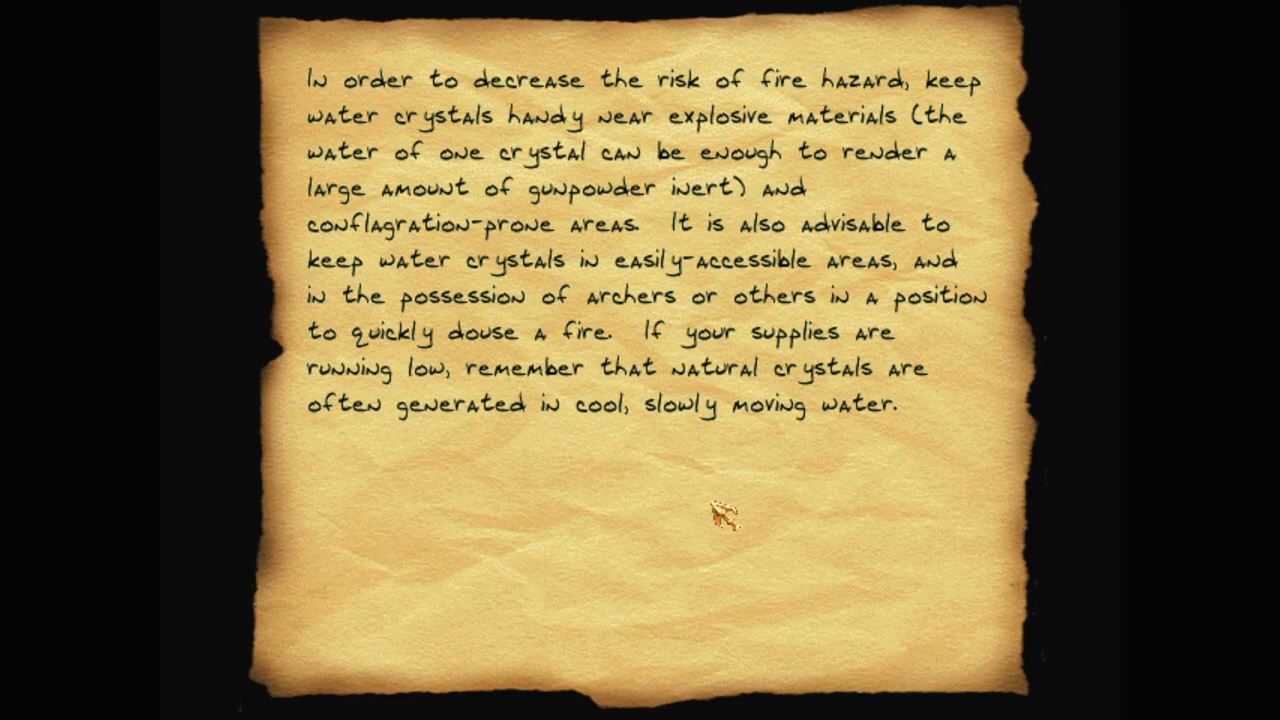 In order to decrease the risk of fire hazard, keep
water crystals handy near explosive materials (the
water of one crystal can be enough to render a
large amount of gunpowder inert) and
conflagration-prone areas.  It is also advisable to
keep water crystals in easily-accessible areas, and
in the possession of archers or others in a position
to quickly douse a fire.  If your supplies are
running low, remember that natural crystals are
often generated in cool, slowly moving water.